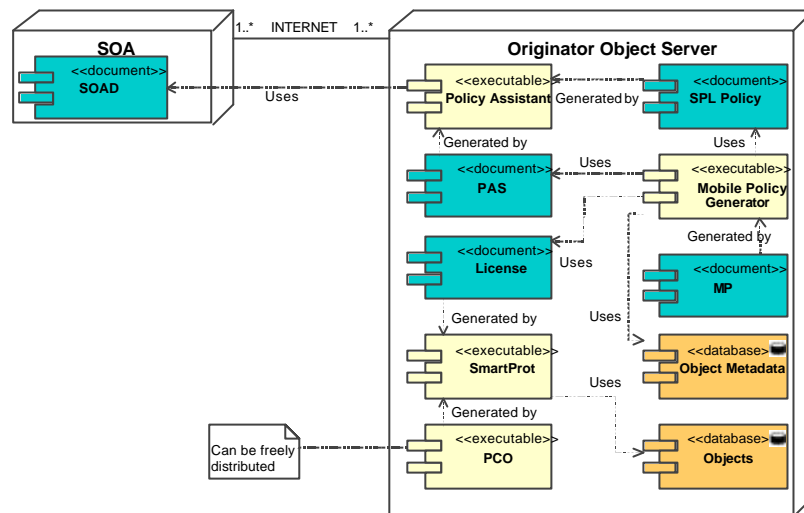 1..* INTERNET 1..*
SOA
Originator Object Server
<<document>>
SOAD
Uses
<<executable>>
Policy Assistant
Generated by
<<document>>
SPL Policy
Generated by
Uses
<<document>>
PAS
Uses
<<executable>>
Mobile Policy
Generator
<<document>>
License
Uses
Generated by
<<document>>
MP
Generated by
Uses
<<executable>>
SmartProt
<<database>>
Object Metadata
Uses
Generated by
Can be freely
distributed
<<executable>>
PCO
<<database>>
Objects